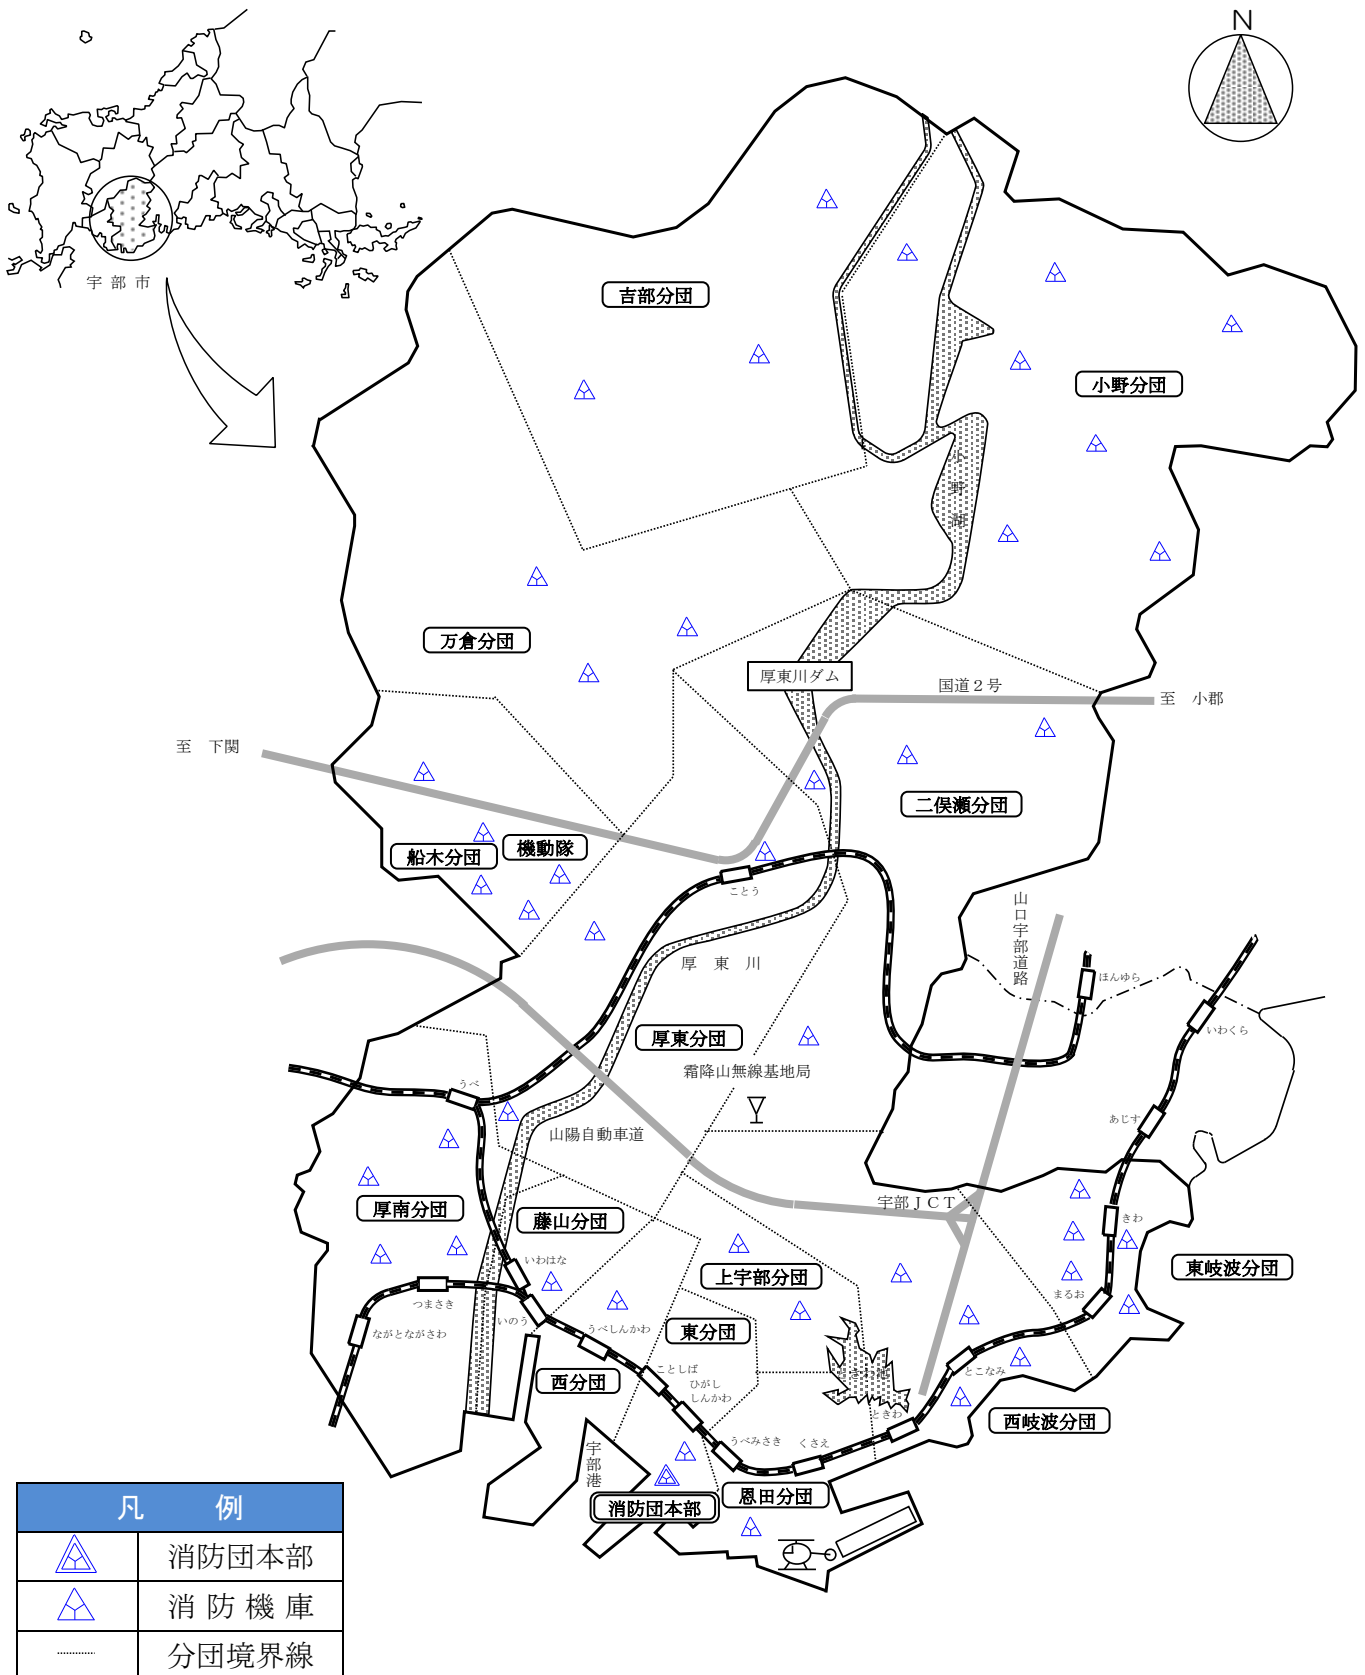 N
宇部市
吉部分団
小野分団
小野湖
万倉分団
厚東川ダム
国道２号
至　小郡
至　下関
二俣瀬分団
機動隊
船木分団
ことう
山口宇部道路
厚　東　川
ほんゆら
いわくら
厚東分団
霜降山無線基地局
うべ
あじす
山陽自動車道
宇部ＪＣＴ
厚南分団
藤山分団
きわ
いわはな
上宇部分団
東岐波分団
まるお
つまさき
いのう
うべしんかわ
ながとながさわ
東分団
ことしば
とこなみ
西分団
ひがし
しんかわ
ときわ
西岐波分団
うべみさき
くさえ
宇部港
恩田分団
消防団本部
凡　例
消防団本部
消防機庫
分団境界線